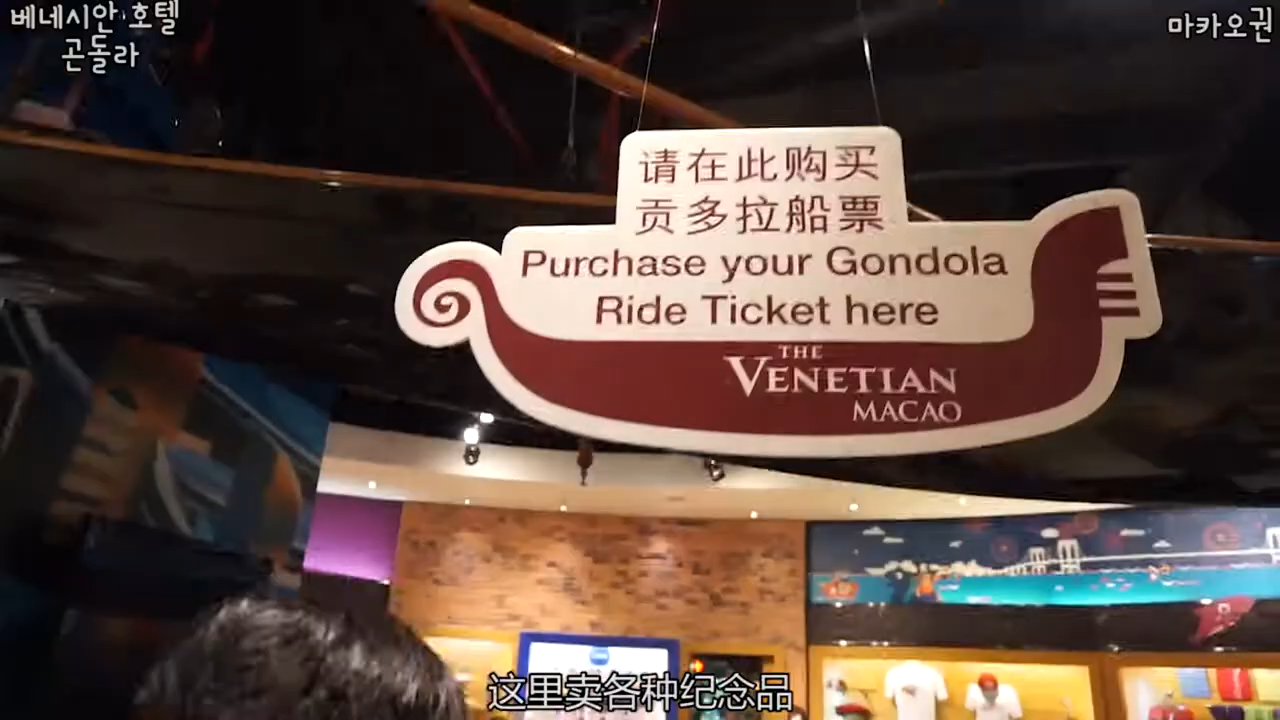 베네시안 호텔
곤돌라
마카오권
请在此购买
贡多拉船票
Purchase your Gondola
Ride Ticket here
THE
VENETIAN
MACAO
这里卖各种纪念品